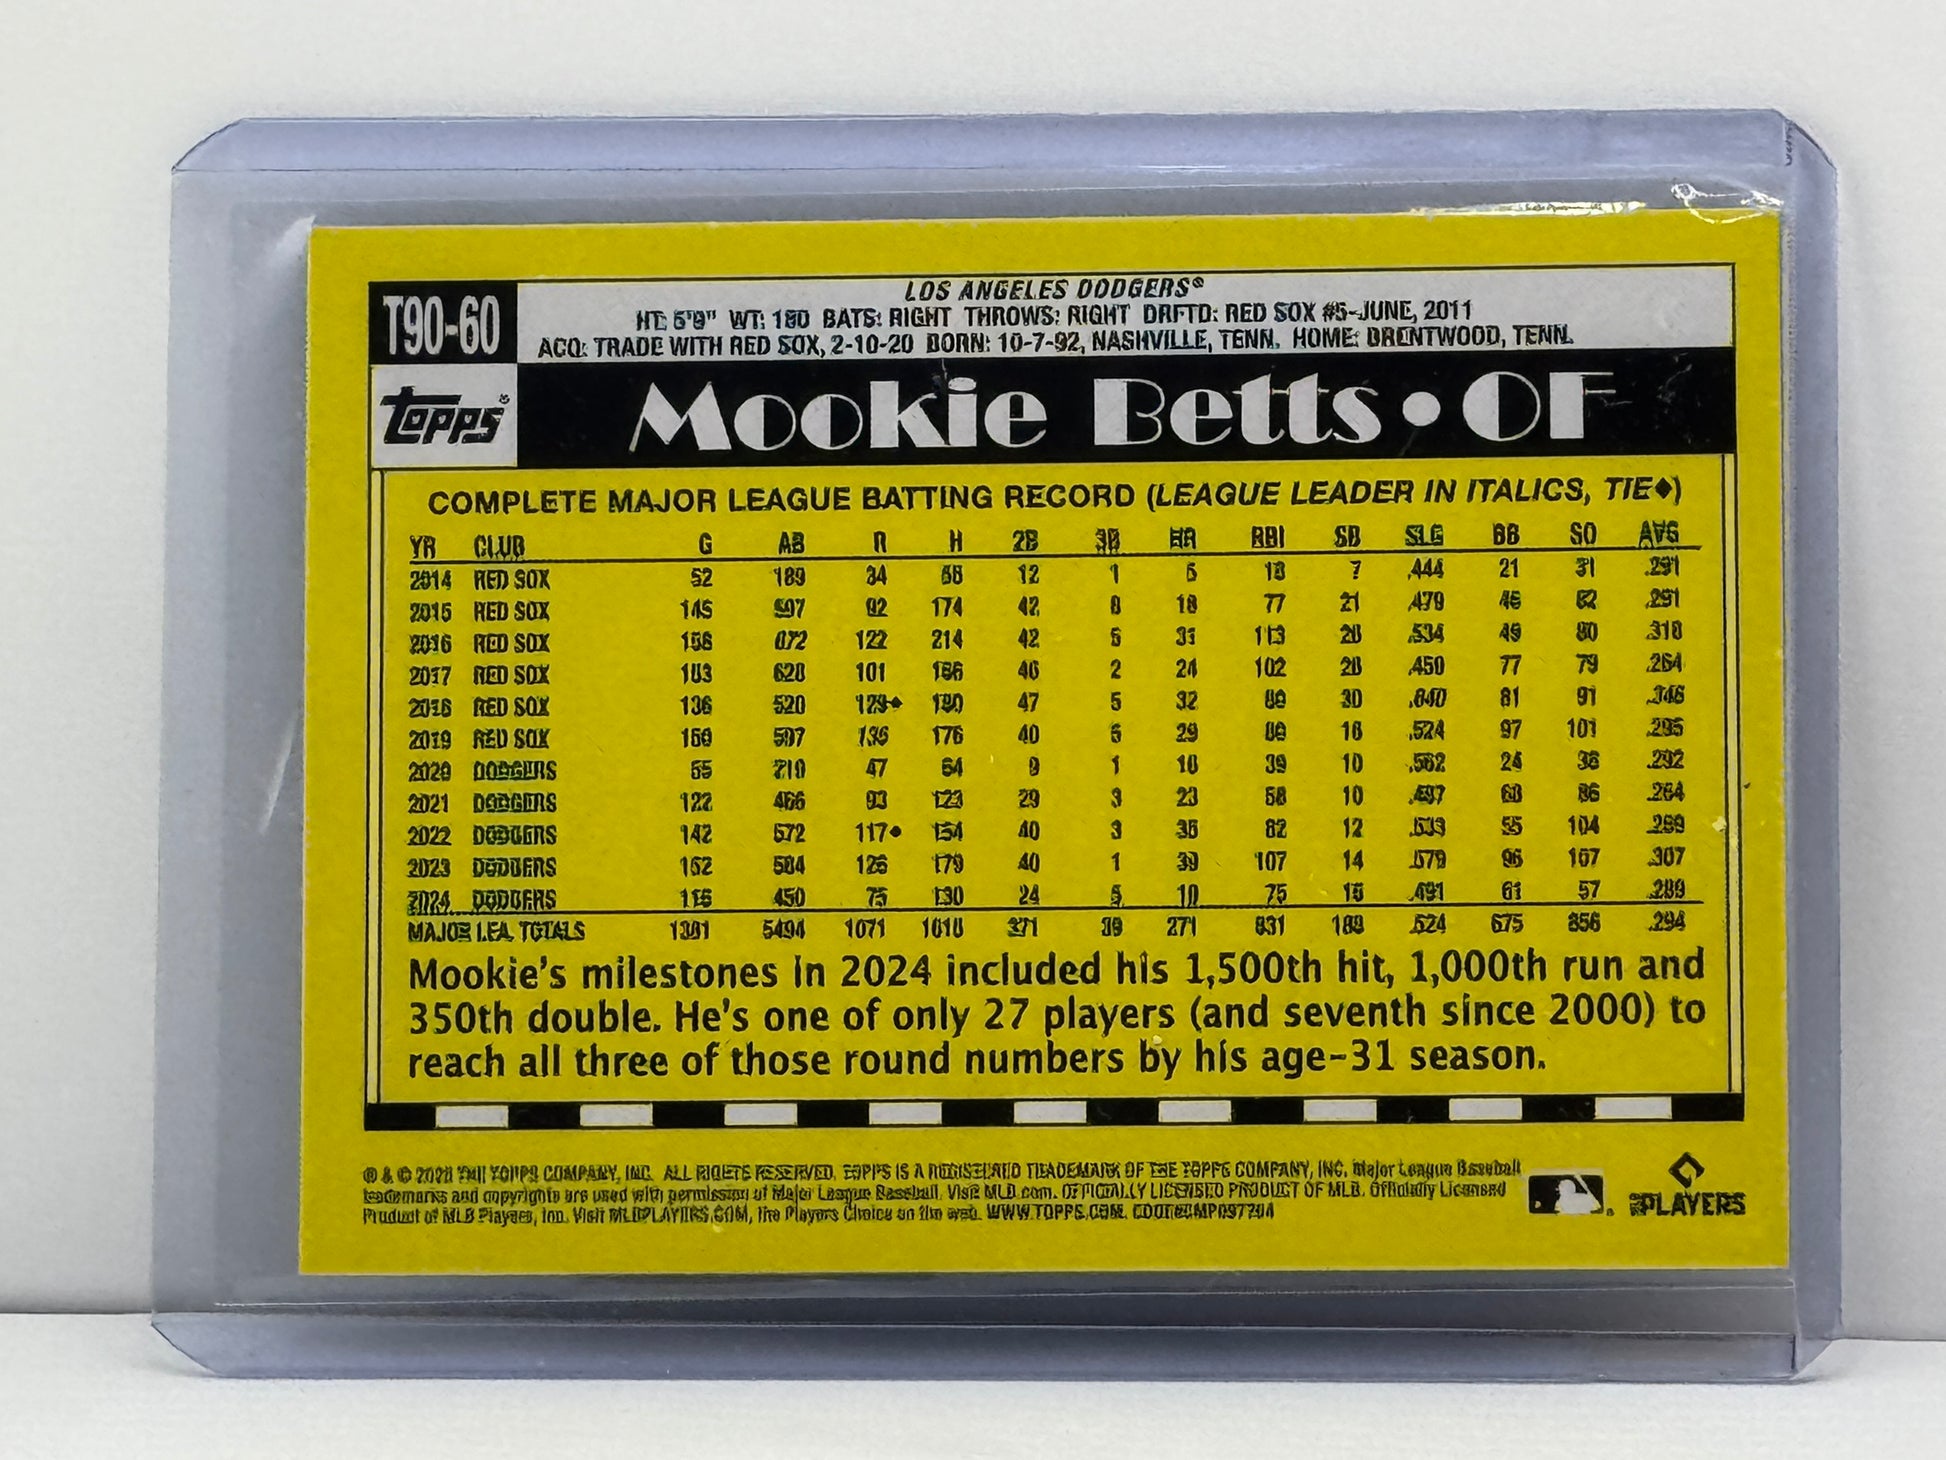 T90-60
LOS ANGELES DODGERS®
WT: 180 BATS: RIGHT THROWS: RIGHT DRFTD: RED SOX #5-JUNE, 2011
ACQ: TRADE WITH RED SOX, 2-10-20 BORN: 10-7-92, NASHVILLE, TENN. HOME: BRENTWOOD, TENN.
topps®
Mookie Betts • OF
COMPLETE MAJOR LEAGUE BATTING RECORD (LEAGUE LEADER IN ITALICS, TIE♦)
YR CLUB G AB R H 2B 3B HR RBI SB SLG BB SO AVG
2014 RED SOX 52 189 34 12 1 5 18 7 .444 21 31 .291
2015 RED SOX 145 597 92 174 42 8 18 77 21 .479 46 82 .291
2016 RED SOX 158 672 122 214 42 5 31 113 .534 49 80 .318
2017 RED SOX 628 101 166 46 2 24 102 .459 77 79 .264
2018 RED SOX 136 520 129♦ 180 47 5 32 30 .640 81 91 .346
2019 RED SOX 150 597 135 176 40 5 29 16 .524 97 101 .295
2020 DODGERS 55 219 47 64 9 1 39 10 .562 24 38 .292
2021 DODGERS 122 466 93 123 29 3 23 58 10 .487 68 86 .264
2022 DODGERS 142 572 117♦ 154 40 3 35 82 12 .533 55 104 .269
2023 DODGERS 152 584 126 179 40 1 39 107 14 .579 96 107 .307
2024 DODGERS 116 450 75 130 24 5 75 16 .491 61 57 .289
MAJOR LEA. TOTALS 1381 5494 1071 371 39 271 831 188 .524 675 856 .294
Mookie's milestones in 2024 included his 1,500th hit, 1,000th run and
350th double. He's one of only 27 players (and seventh since 2000) to
reach all three of those round numbers by his age-31 season.
® & © THE TOPPS COMPANY, INC. ALL RIGHTS RESERVED. TOPPS IS A REGISTERED TRADEMARK OF THE TOPPS COMPANY, INC. Major League Baseball
trademarks and copyrights are used with permission of Major League Baseball. Visit MLB.com. OFFICIALLY LICENSED PRODUCT OF MLB. Officially Licensed
Product of MLB Players, Inc. Visit MLBPLAYERS.COM, the Players Choice on the web. WWW.TOPPS.COM.
PLAYERS